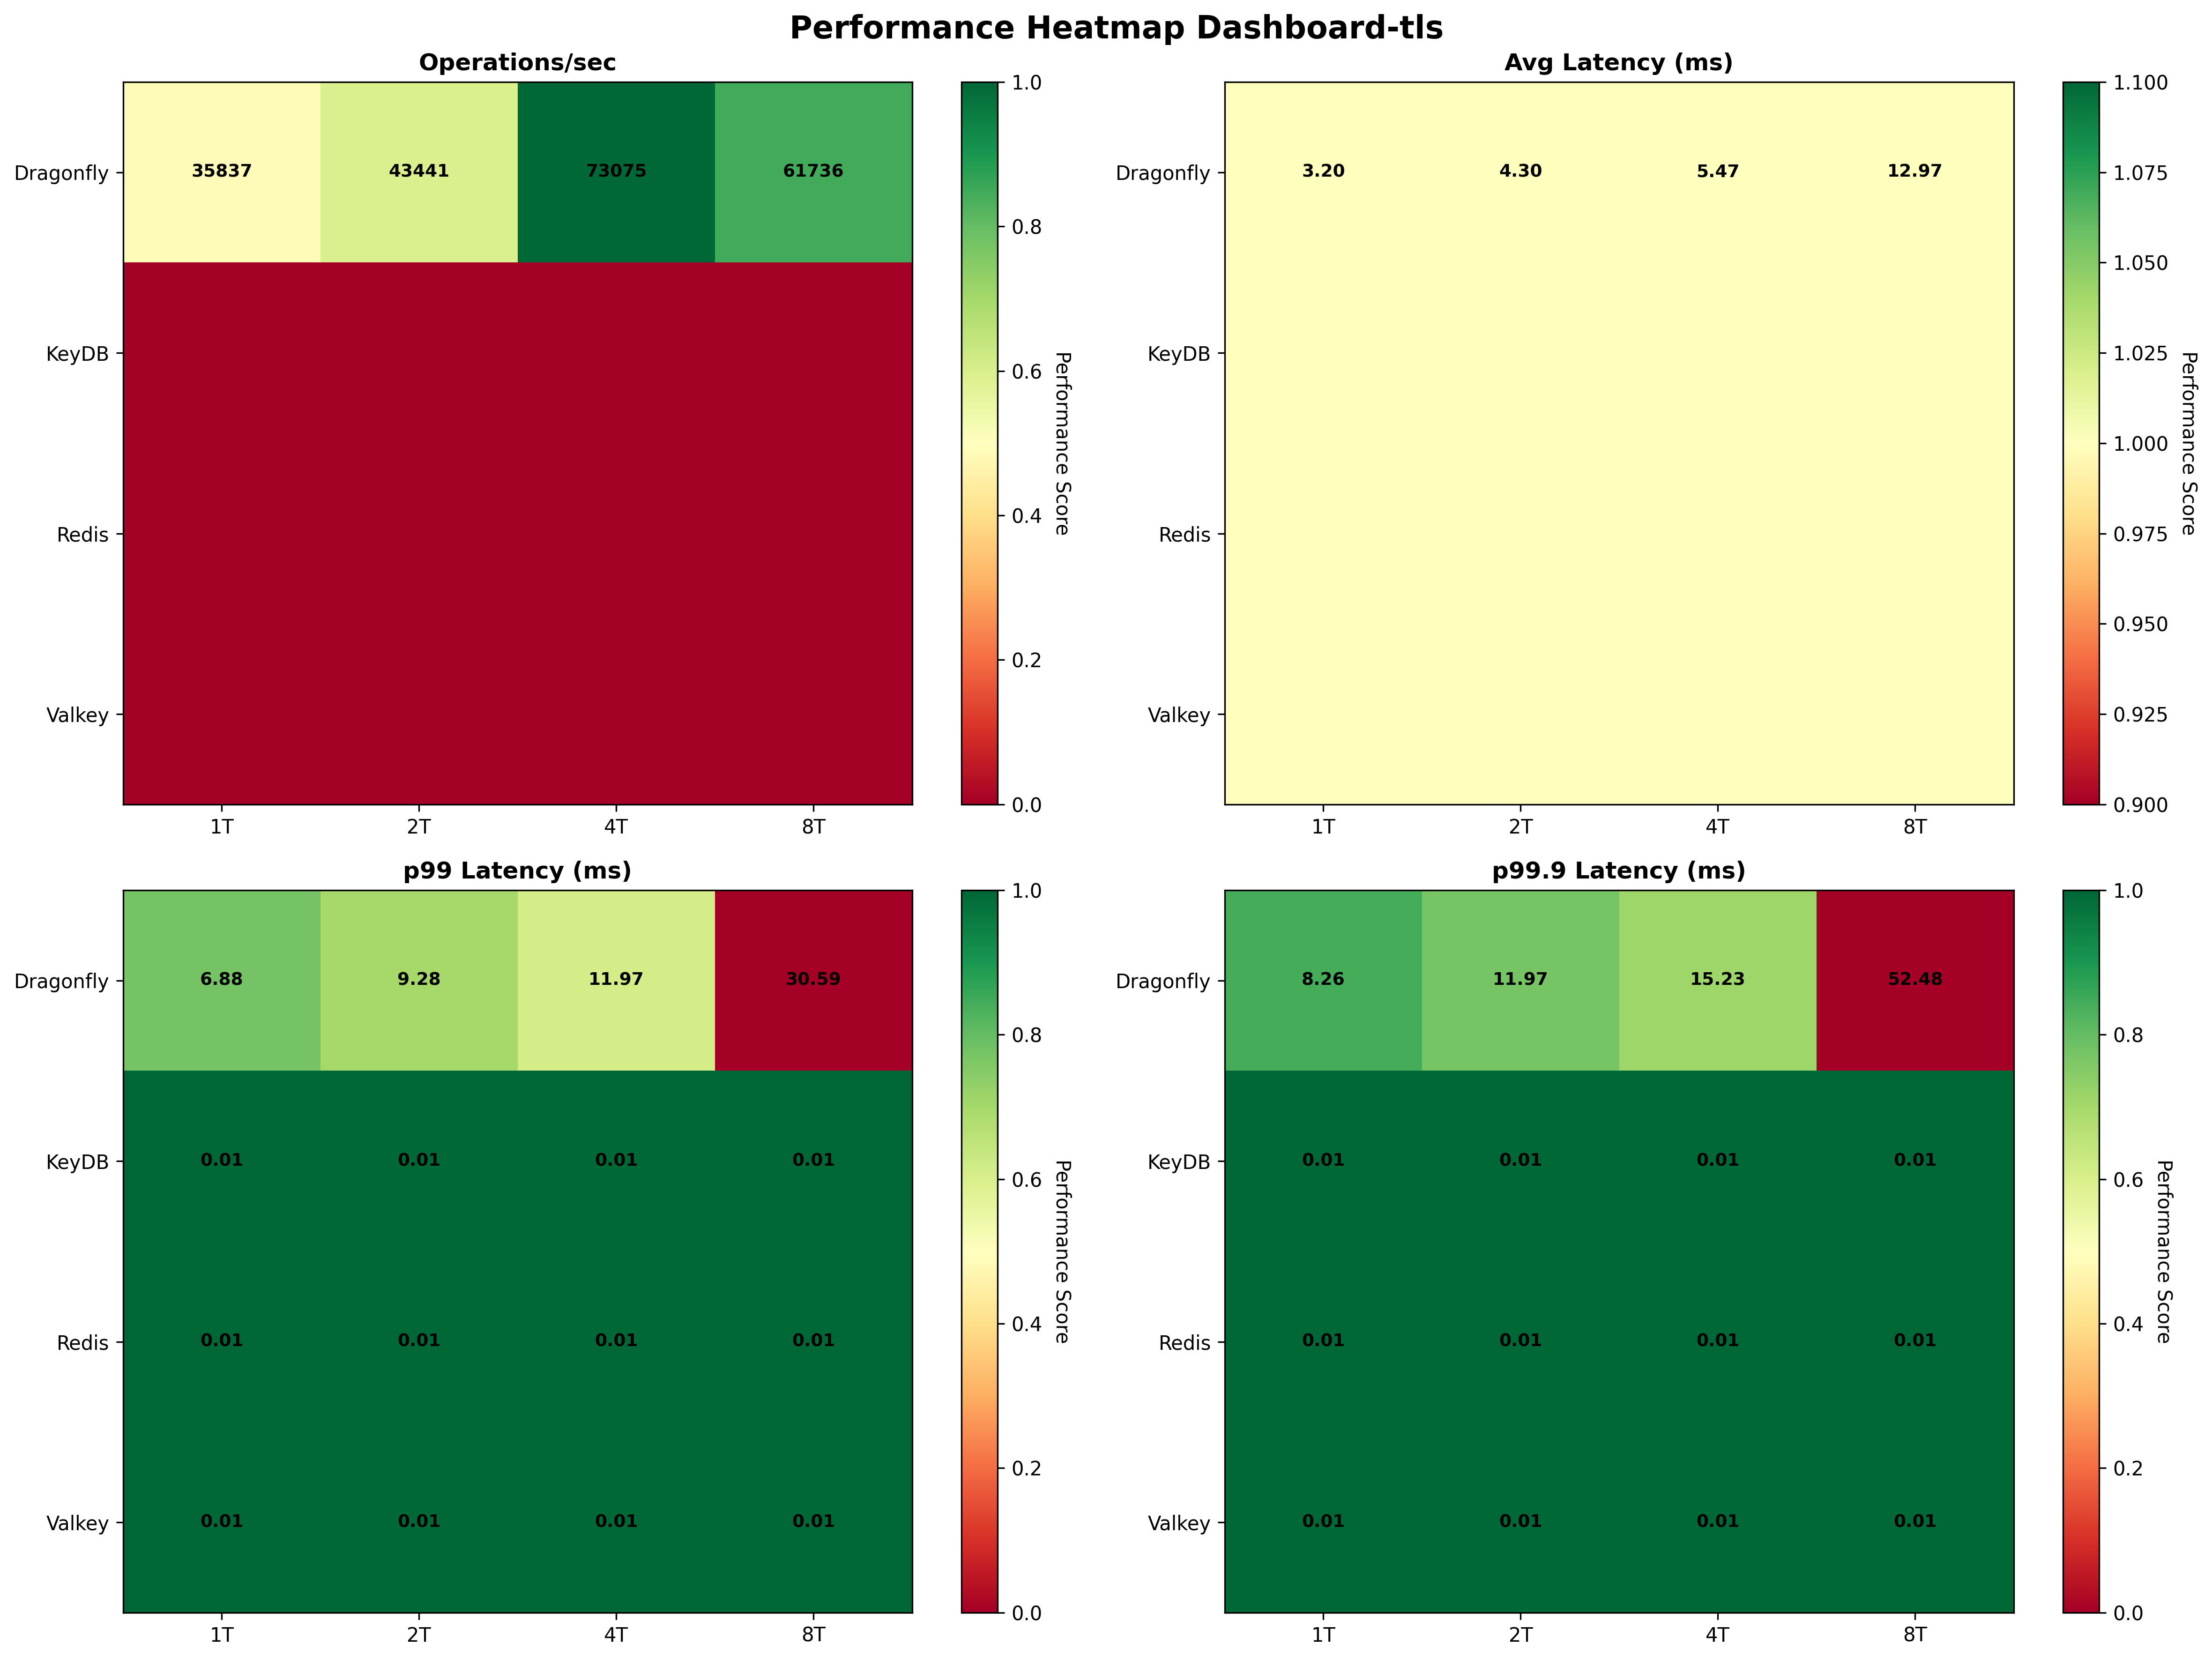 Performance Heatmap Dashboard-tls
Operations/sec
Dragonfly 35837 43441 73075 61736
KeyDB
Redis
Valkey
1T 2T 4T 8T
1.0
0.8
0.6
0.4
0.2
0.0
Performance Score
Avg Latency (ms)
Dragonfly 3.20 4.30 5.47 12.97
KeyDB
Redis
Valkey
1T 2T 4T 8T
1.100
1.075
1.050
1.025
1.000
0.975
0.950
0.925
0.900
Performance Score
p99 Latency (ms)
Dragonfly 6.88 9.28 11.97 30.59
KeyDB 0.01 0.01 0.01 0.01
Redis 0.01 0.01 0.01 0.01
Valkey 0.01 0.01 0.01 0.01
1T 2T 4T 8T
1.0
0.8
0.6
0.4
0.2
0.0
Performance Score
p99.9 Latency (ms)
Dragonfly 8.26 11.97 15.23 52.48
KeyDB 0.01 0.01 0.01 0.01
Redis 0.01 0.01 0.01 0.01
Valkey 0.01 0.01 0.01 0.01
1T 2T 4T 8T
1.0
0.8
0.6
0.4
0.2
0.0
Performance Score